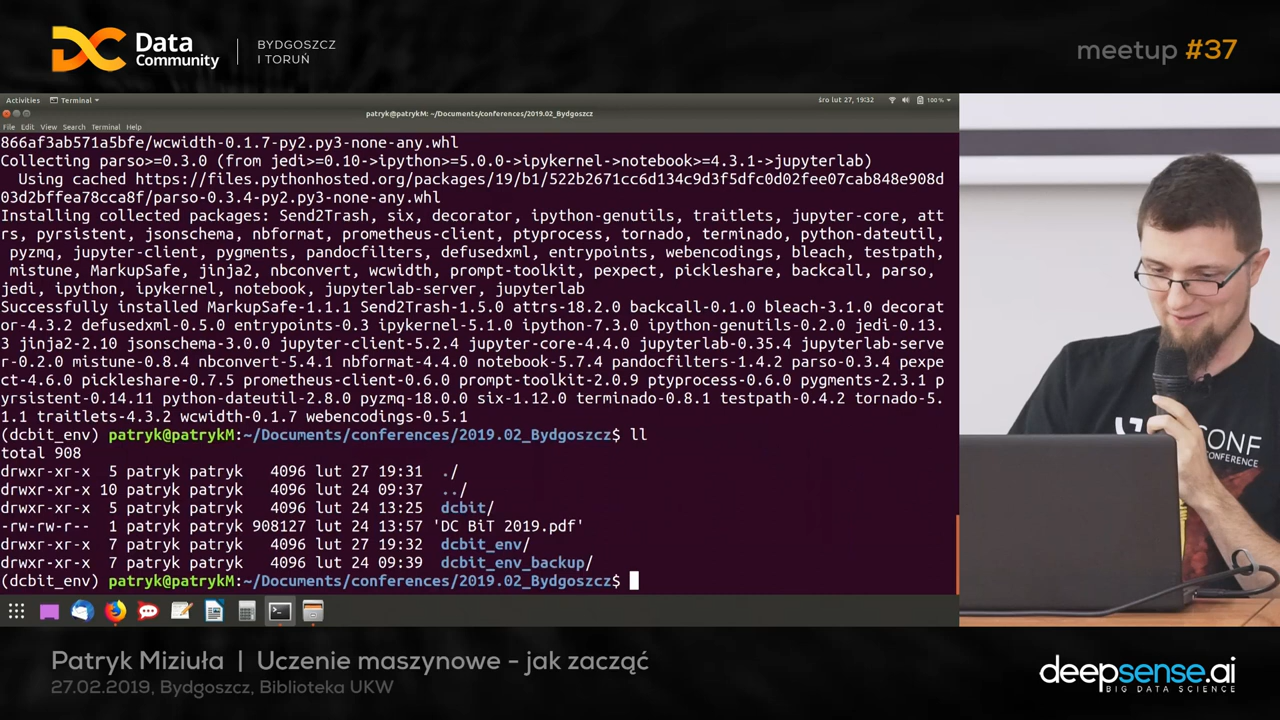 Data
Community
BYDGOSZCZ
I TORUŃ
meetup #37
Activities
Terminal
śro lut 27, 19:32
100 %
patryk@patrykM: ~/Documents/conferences/2019.02_Bydgoszcz
File Edit View Search Terminal Help
866af3ab571a5bfe/wcwidth-0.1.7-py2.py3-none-any.whl
Collecting parso>=0.3.0 (from jedi>=0.10->ipython>=5.0.0->ipykernel->notebook>=4.3.1->jupyterlab)
Using cached https://files.pythonhosted.org/packages/19/b1/522b2671cc6d134c9d3f5dfc0d02fee07cab848e908d
03d2bffea78cca8f/parso-0.3.4-py2.py3-none-any.whl
Installing collected packages: Send2Trash, six, decorator, ipython-genutils, traitlets, jupyter-core, att
rs, pyrsistent, jsonschema, nbformat, prometheus-client, ptyprocess, tornado, terminado, python-dateutil,
pyzmq, jupyter-client, pygments, pandocfilters, defusedxml, entrypoints, webencodings, bleach, testpath,
mistune, MarkupSafe, jinja2, nbconvert, wcwidth, prompt-toolkit, pexpect, pickleshare, backcall, parso,
jedi, ipython, ipykernel, notebook, jupyterlab-server, jupyterlab
Successfully installed MarkupSafe-1.1.1 Send2Trash-1.5.0 attrs-18.2.0 backcall-0.1.0 bleach-3.1.0 decorat
or-4.3.2 defusedxml-0.5.0 entrypoints-0.3 ipykernel-5.1.0 ipython-7.3.0 ipython-genutils-0.2.0 jedi-0.13.
3 jinja2-2.10 jsonschema-3.0.0 jupyter-client-5.2.4 jupyter-core-4.4.0 jupyterlab-0.35.4 jupyterlab-serve
r-0.2.0 mistune-0.8.4 nbconvert-5.4.1 nbformat-4.4.0 notebook-5.7.4 pandocfilters-1.4.2 parso-0.3.4 pexpe
ct-4.6.0 pickleshare-0.7.5 prometheus-client-0.6.0 prompt-toolkit-2.0.9 ptyprocess-0.6.0 pygments-2.3.1 p
yrsistent-0.14.11 python-dateutil-2.8.0 pyzmq-18.0.0 six-1.12.0 terminado-0.8.1 testpath-0.4.2 tornado-5.
1.1 traitlets-4.3.2 wcwidth-0.1.7 webencodings-0.5.1
(dcbit_env) patryk@patrykM:~/Documents/conferences/2019.02_Bydgoszcz$ ll
total 908
drwxr-xr-x 5 patryk patryk 4096 lut 27 19:31 ./
drwxr-xr-x 10 patryk patryk 4096 lut 24 09:37 ../
drwxr-xr-x 5 patryk patryk 4096 lut 24 13:25 dcbit/
-rw-rw-r-- 1 patryk patryk 908127 lut 24 13:57 'DC BiT 2019.pdf'
drwxr-xr-x 7 patryk patryk 4096 lut 27 19:32 dcbit_env/
drwxr-xr-x 7 patryk patryk 4096 lut 24 09:39 dcbit_env_backup/
(dcbit_env) patryk@patrykM:~/Documents/conferences/2019.02_Bydgoszcz$
CONF
CONFERENCE
Patryk Miziuła | Uczenie maszynowe - jak zacząć
27.02.2019, Bydgoszcz, Biblioteka UKW
deepsense.ai
BIG DATA SCIENCE